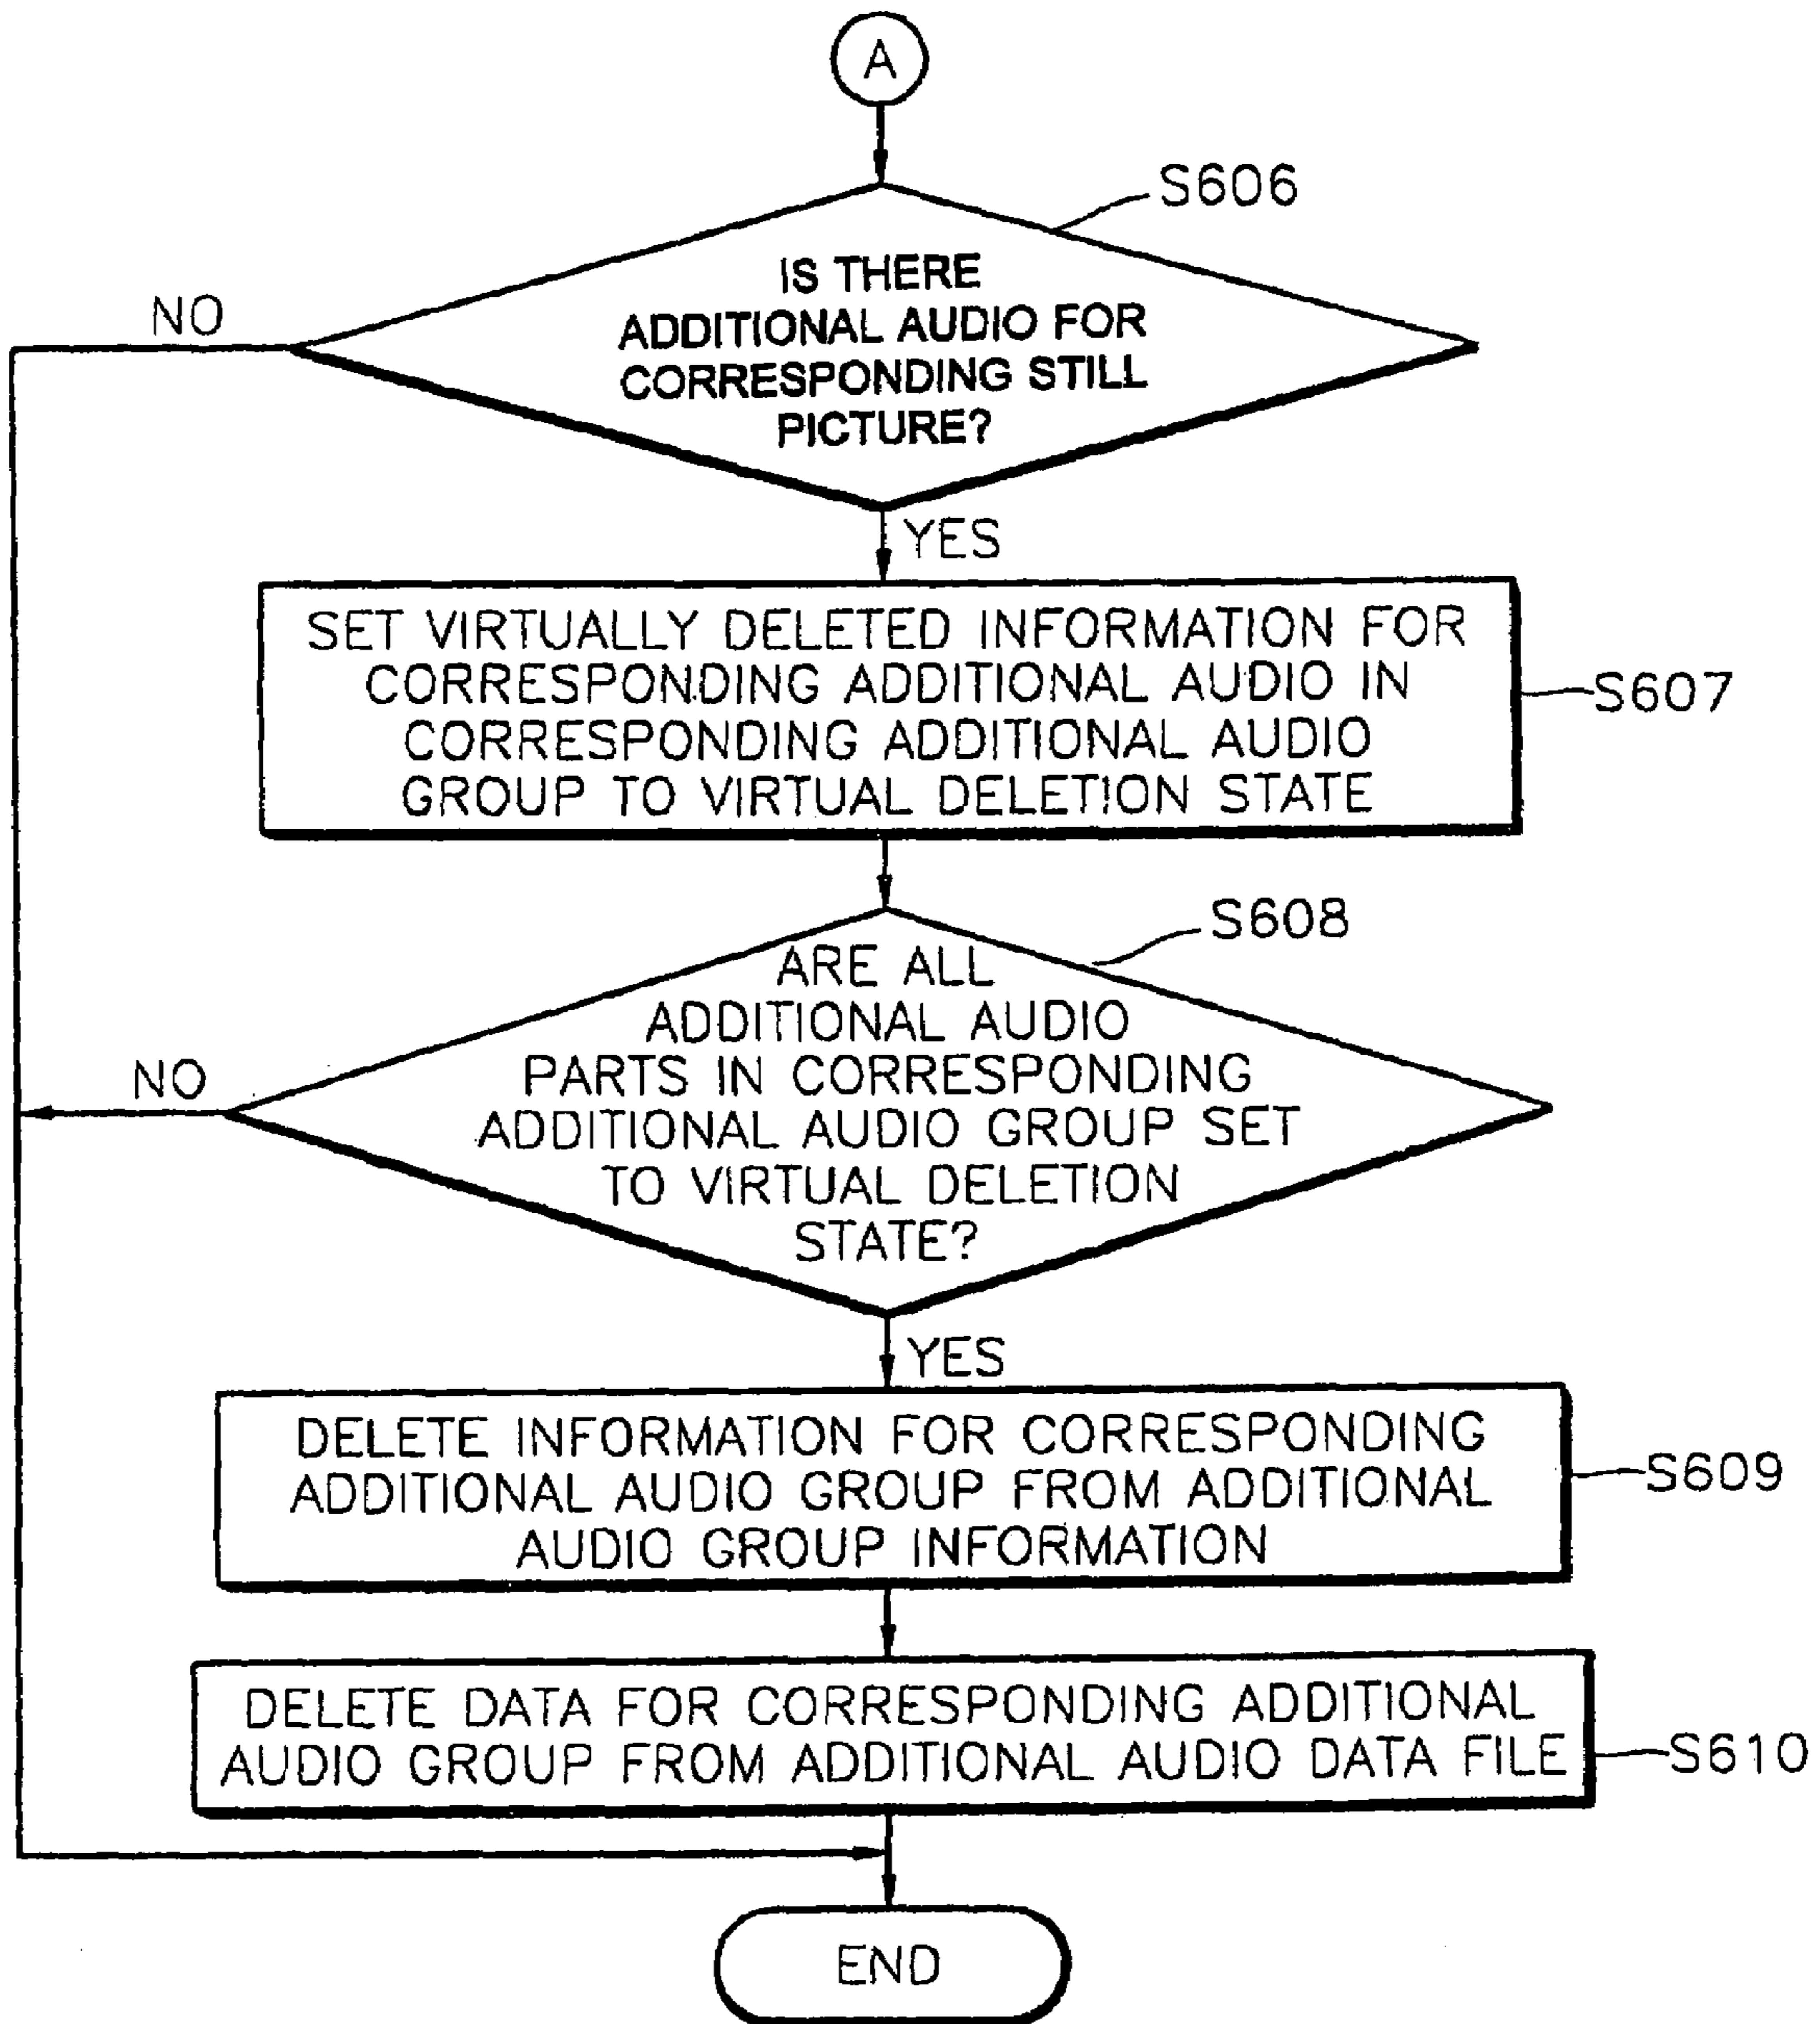 A
S606
IS THERE
ADDITIONAL AUDIO FOR
CORRESPONDING STILL
PICTURE?
NO
YES
SET VIRTUALLY DELETED INFORMATION FOR
CORRESPONDING ADDITIONAL AUDIO IN
CORRESPONDING ADDITIONAL AUDIO
GROUP TO VIRTUAL DELETION STATE
S607
S608
ARE ALL
ADDITIONAL AUDIO
PARTS IN CORRESPONDING
ADDITIONAL AUDIO GROUP SET
TO VIRTUAL DELETION
STATE?
NO
YES
DELETE INFORMATION FOR CORRESPONDING
ADDITIONAL AUDIO GROUP FROM ADDITIONAL
AUDIO GROUP INFORMATION
S609
DELETE DATA FOR CORRESPONDING ADDITIONAL
AUDIO GROUP FROM ADDITIONAL AUDIO DATA FILE
S610
END